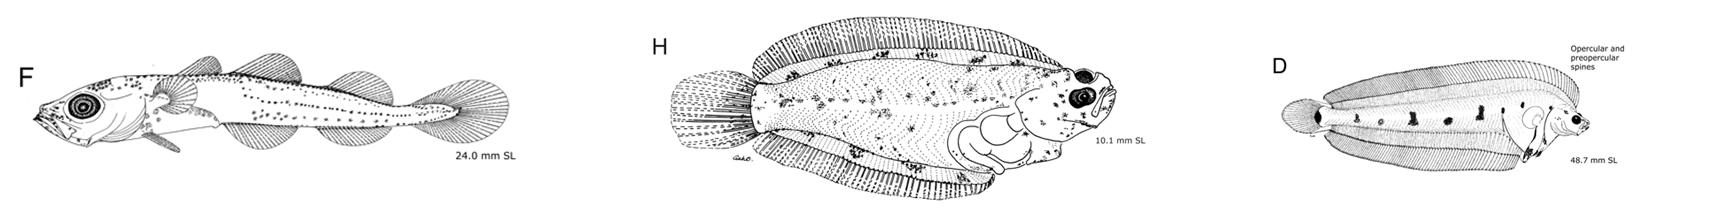 F
24.0 mm SL
H
10.1 mm SL
D
Opercular and
preopercular
spines
48.7 mm SL